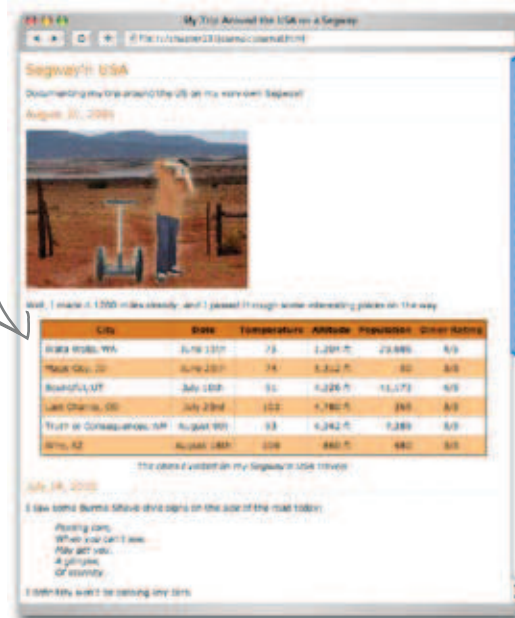 My Trip Around the USA on a Segway
Segway'n USA
Documenting my trip around the US on my very own Segway!
August 31,
Well, I made it 1200 miles already, and I passed through some interesting places on the way
City Date Temperature Altitude Population Diner Rating
Walla Walla, WA June 15th 75 1,204 ft 29,686 4/5
Magic City, ID June 25th 74 5,312 ft 50 3/5
Bountiful, UT July 10th 91 4,226 ft 41,173 4/5
Last Chance, CO July 23rd 102 4,780 ft 265 3/5
Truth or Consequences, NM August 9th 93 4,242 ft 7,289 5/5
Why, AZ August 18th 104 860 ft 480 3/5
The cities I visited on my Segway'n USA travels
July 14,
I saw some Burma Shave style signs on the side of the road today:
Passing cars,
When you can't see,
May get you,
A glimpse,
Of eternity.
I definitely won't be passing any cars.